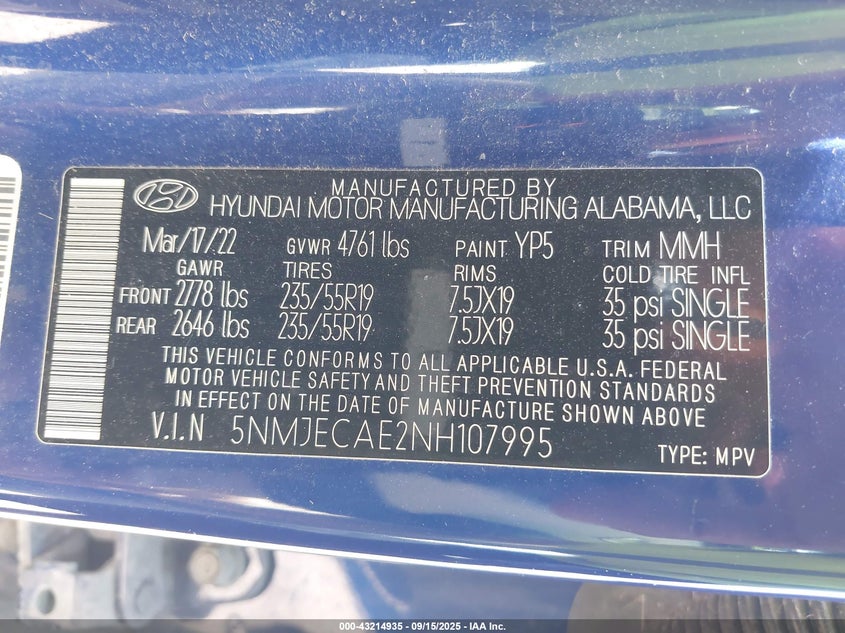 MANUFACTURED BY
HYUNDAI MOTOR MANUFACTURING ALABAMA, LLC
Mar/17/22 GVWR 4761 lbs PAINT YP5 TRIM MMH
GAWR TIRES RIMS COLD TIRE INFL
FRONT 2778 lbs 235/55R19 7.5JX19 35 psi SINGLE
REAR 2646 lbs 235/55R19 7.5JX19 35 psi SINGLE
THIS VEHICLE CONFORMS TO ALL APPLICABLE U.S.A. FEDERAL
MOTOR VEHICLE SAFETY AND THEFT PREVENTION STANDARDS
IN EFFECT ON THE DATE OF MANUFACTURE SHOWN ABOVE
V.I.N 5NMJECAE2NH107995
TYPE: MPV
000-43214935 - 09/15/2025 - IAA Inc.